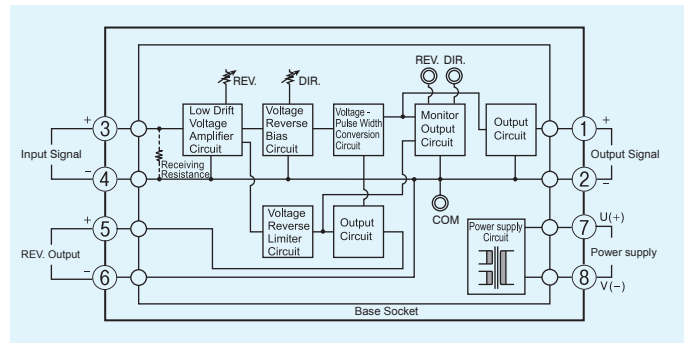 REV.
DIR.
REV. DIR.
+
3
Low Drift
Voltage
Amplifier
Circuit
Voltage
Reverse
Bias
Circuit
Voltage -
Pulse Width
Conversion
Circuit
Monitor
Output
Circuit
Output
Circuit
1
+
Input Signal
Receiving
Resistance
Output Signal
-
4
2
-
COM
+
5
Voltage
Reverse
Limiter
Circuit
Output
Circuit
Power supply
Circuit
7
U(+)
REV. Output
Power supply
-
6
8
V(-)
Base Socket